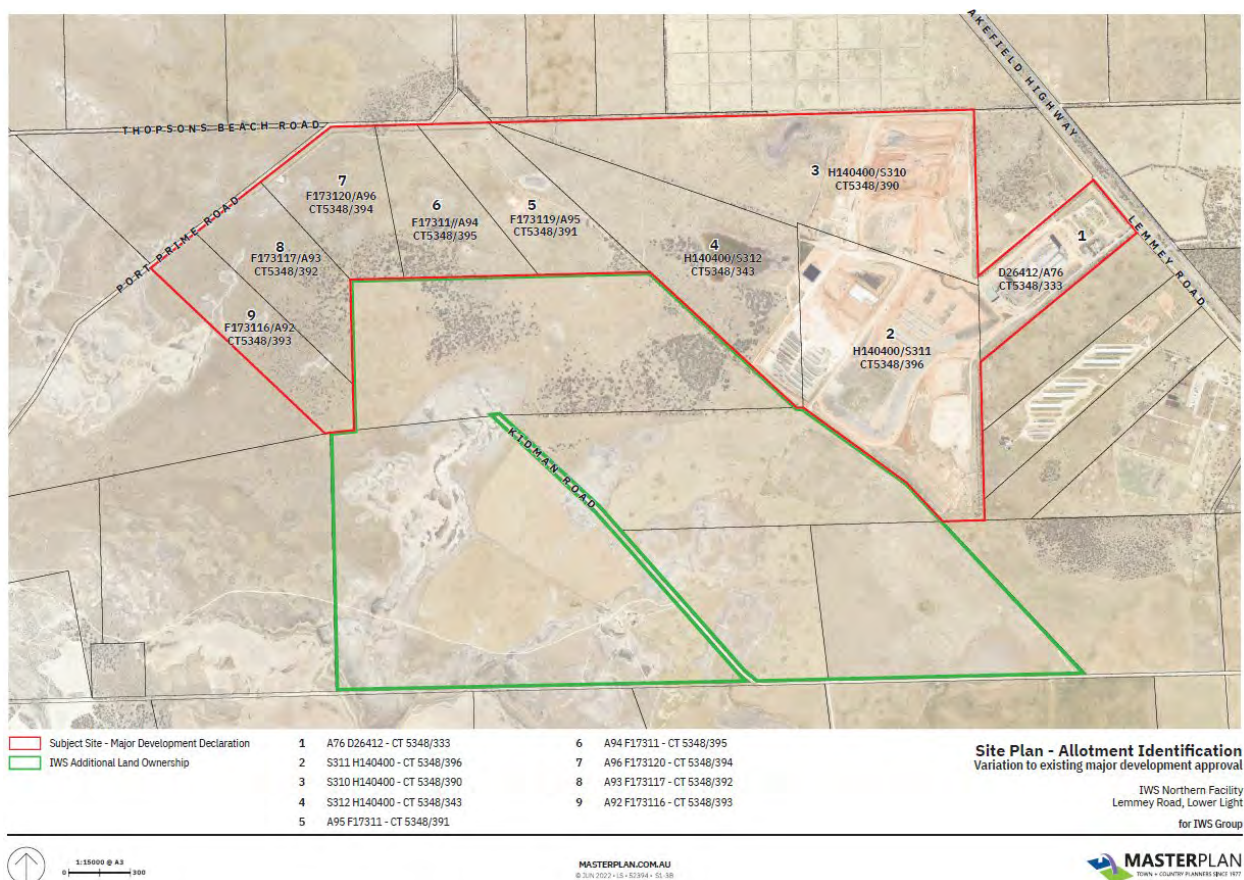 AKEFIELD HIGHWAY
THOPSONS BEACH ROAD
PORT PRIME ROAD
LEMMEY ROAD
KIDMAN ROAD
7
F173120/A96
CT5348/394
6
F17311//A94
CT5348/395
5
F173119/A95
CT5348/391
3
H140400/S310
CT5348/390
1
D26412/A76
CT5348/333
8
F173117/A93
CT5348/392
4
H140400/S312
CT5348/343
9
F173116/A92
CT5348/393
2
H140400/S311
CT5348/396
Subject Site - Major Development Declaration
IWS Additional Land Ownership
1 A76 D26412 - CT 5348/333
2 S311 H140400 - CT 5348/396
3 S310 H140400 - CT 5348/390
4 S312 H140400 - CT 5348/343
5 A95 F17311 - CT 5348/391
6 A94 F17311 - CT 5348/395
7 A96 F173120 - CT 5348/394
8 A93 F173117 - CT 5348/392
9 A92 F173116 - CT 5348/393
Site Plan - Allotment Identification
Variation to existing major development approval
IWS Northern Facility
Lemmey Road, Lower Light
for IWS Group
1:15000 @ A3
0 300
MASTERPLAN.COM.AU
© JUN 2022 • LS • 52394 • S1-3B
MASTERPLAN
TOWN + COUNTRY PLANNERS SINCE 1977